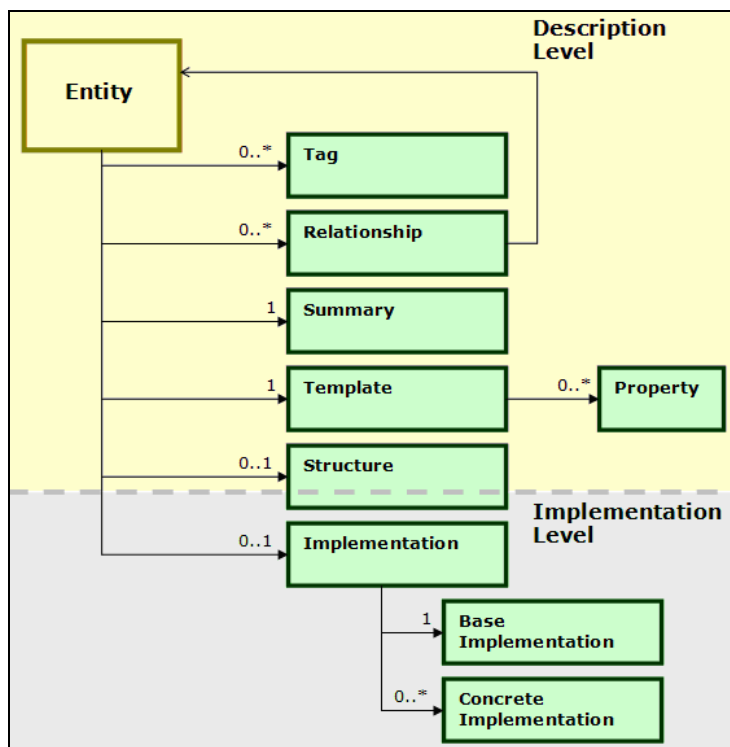 Description
Level
Entity
0..*
Tag
0..*
Relationship
1
Summary
1
Template
0..*
Property
0..1
Structure
Implementation
Level
0..1
Implementation
1
Base
Implementation
0..*
Concrete
Implementation